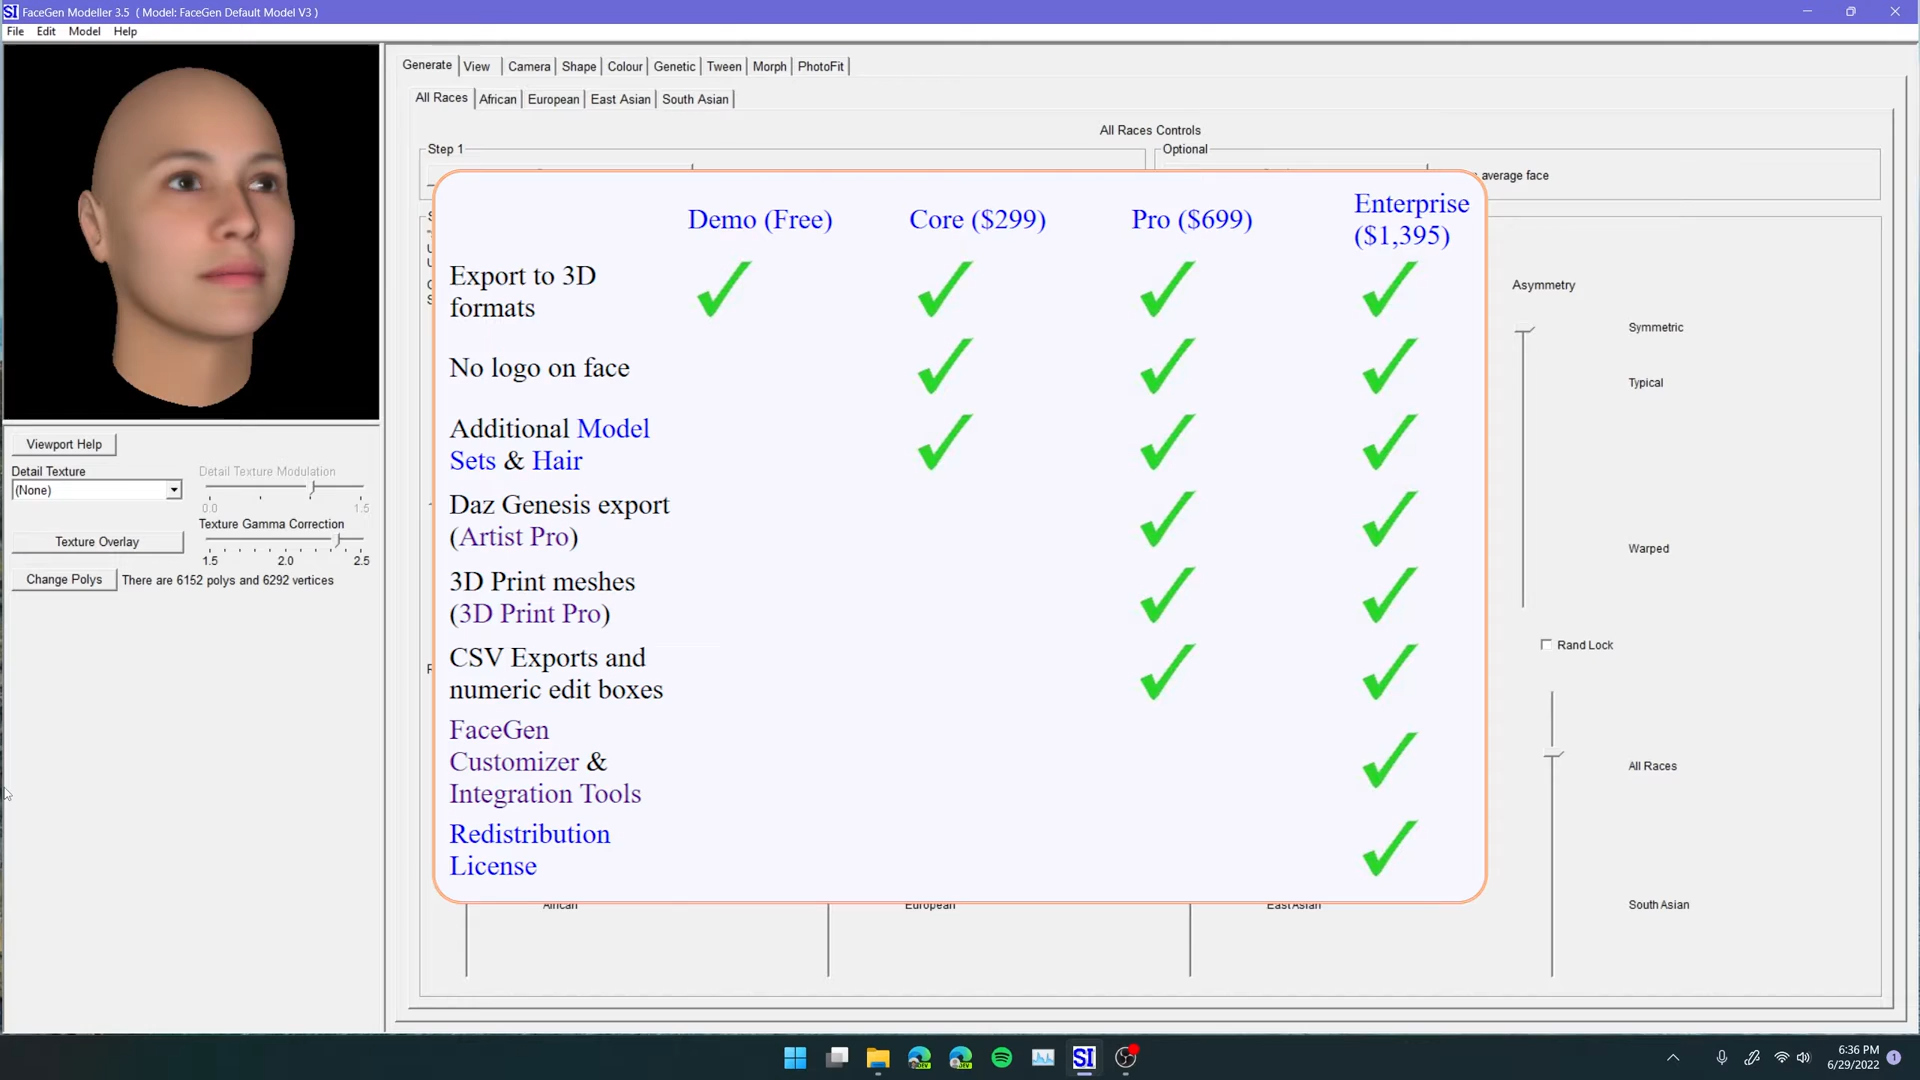 SI FaceGen Modeller 3.5 ( Model: FaceGen Default Model V3 )
File Edit Model Help
Generate View Camera Shape Colour Genetic Tween Morph PhotoFit
All Races African European East Asian South Asian
All Races Controls
Step 1
Optional
average face
Demo (Free) Core ($299) Pro ($699) Enterprise
($1,395)
Export to 3D
formats
No logo on face
Additional Model
Sets & Hair
Daz Genesis export
(Artist Pro)
3D Print meshes
(3D Print Pro)
CSV Exports and
numeric edit boxes
FaceGen
Customizer &
Integration Tools
Redistribution
License
Asymmetry
Symmetric
Typical
Warped
Rand Lock
All Races
African European East Asian South Asian
Viewport Help
Detail Texture
(None)
Detail Texture Modulation
0.0 1.5
Texture Gamma Correction
1.5 2.0 2.5
Texture Overlay
Change Polys There are 6152 polys and 6292 vertices
DEV DEV SI
6:36 PM
6/29/2022
1